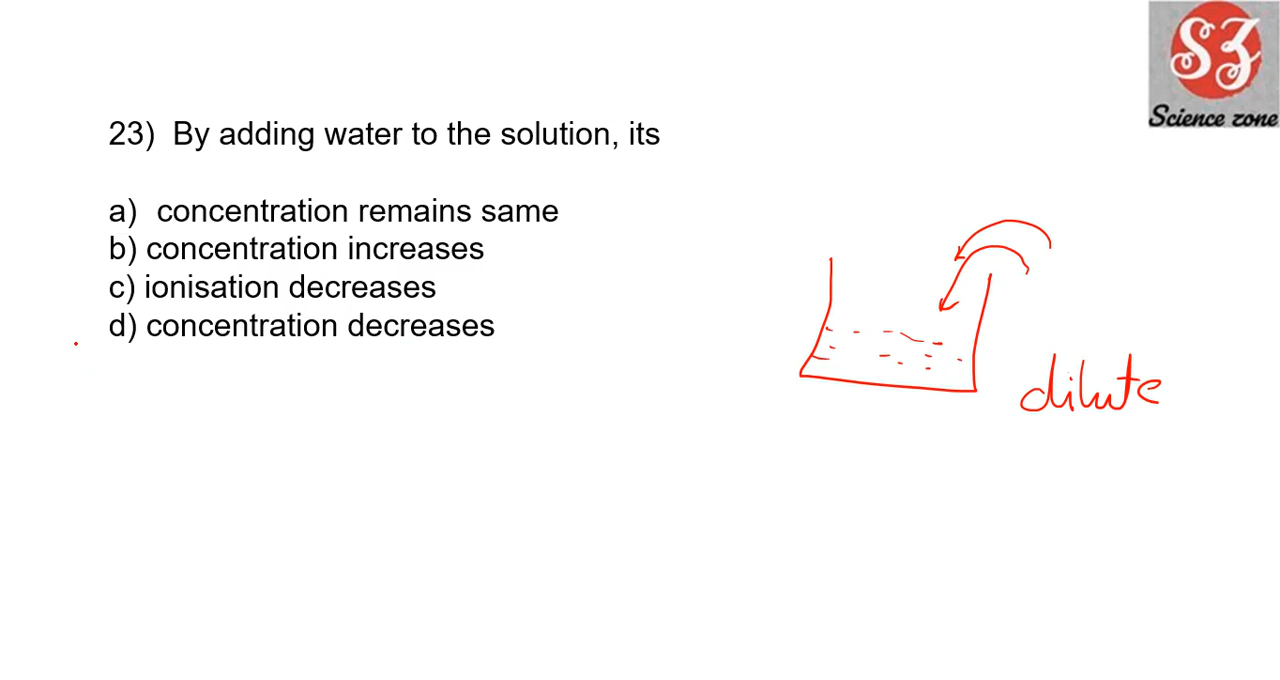 SZ
Science zone
23) By adding water to the solution, its
a) concentration remains same
b) concentration increases
c) ionisation decreases
d) concentration decreases
dilute